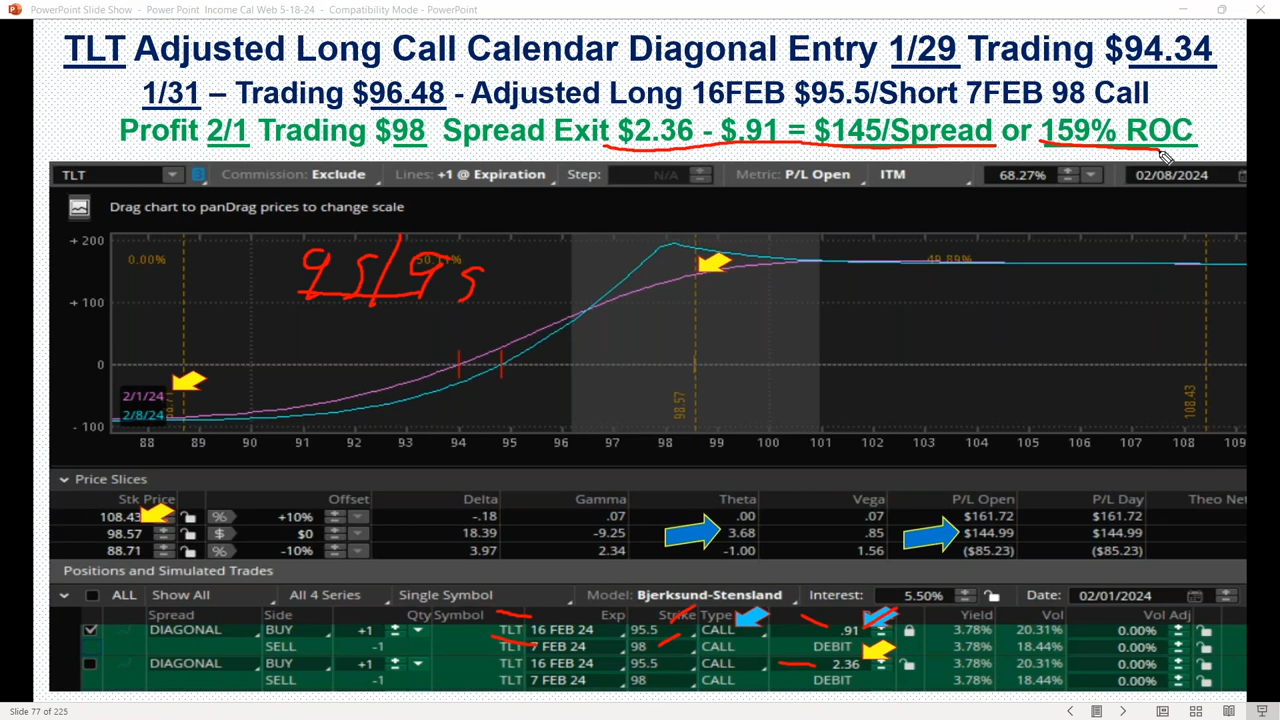 PowerPoint Slide Show - Power Point Income Cal Web 5-18-24 - Compatibility Mode - PowerPoint
TLT Adjusted Long Call Calendar Diagonal Entry 1/29 Trading $94.34
1/31 – Trading $96.48 - Adjusted Long 16FEB $95.5/Short 7FEB 98 Call
Profit 2/1 Trading $98 Spread Exit $2.36 - $.91 = $145/Spread or 159% ROC
TLT Commission: Exclude Lines: +1 @ Expiration Step: N/A Metric: P/L Open ITM 68.27% 02/08/2024
Drag chart to panDrag prices to change scale
+200
0.00% 49.89%
95/95
+100
0
2/1/24
2/8/24
98.57 108.43
-100
88 89 90 91 92 93 94 95 96 97 98 99 100 101 102 103 104 105 106 107 108 109
Price Slices
Stk Price Offset Delta Gamma Theta Vega P/L Open P/L Day Theo Net
108.43 % +10% -.18 .07 .00 .07 $161.72 $161.72
98.57 $ $0 18.39 -9.25 3.68 .85 $144.99 $144.99
88.71 % -10% 3.97 2.34 -1.00 1.56 ($85.23) ($85.23)
Positions and Simulated Trades
ALL Show All All 4 Series Single Symbol Model: Bjerksund-Stensland Interest: 5.50% Date: 02/01/2024
Spread Side Qty Symbol Exp Strike Type Yield Vol Vol Adj
DIAGONAL BUY +1 TLT 16 FEB 24 95.5 CALL .91 3.78% 20.31% 0.00%
SELL -1 TLT 7 FEB 24 98 CALL DEBIT 3.78% 18.44% 0.00%
DIAGONAL BUY +1 TLT 16 FEB 24 95.5 CALL 2.36 3.78% 20.31% 0.00%
SELL -1 TLT 7 FEB 24 98 CALL DEBIT 3.78% 18.44% 0.00%
Slide 77 of 225